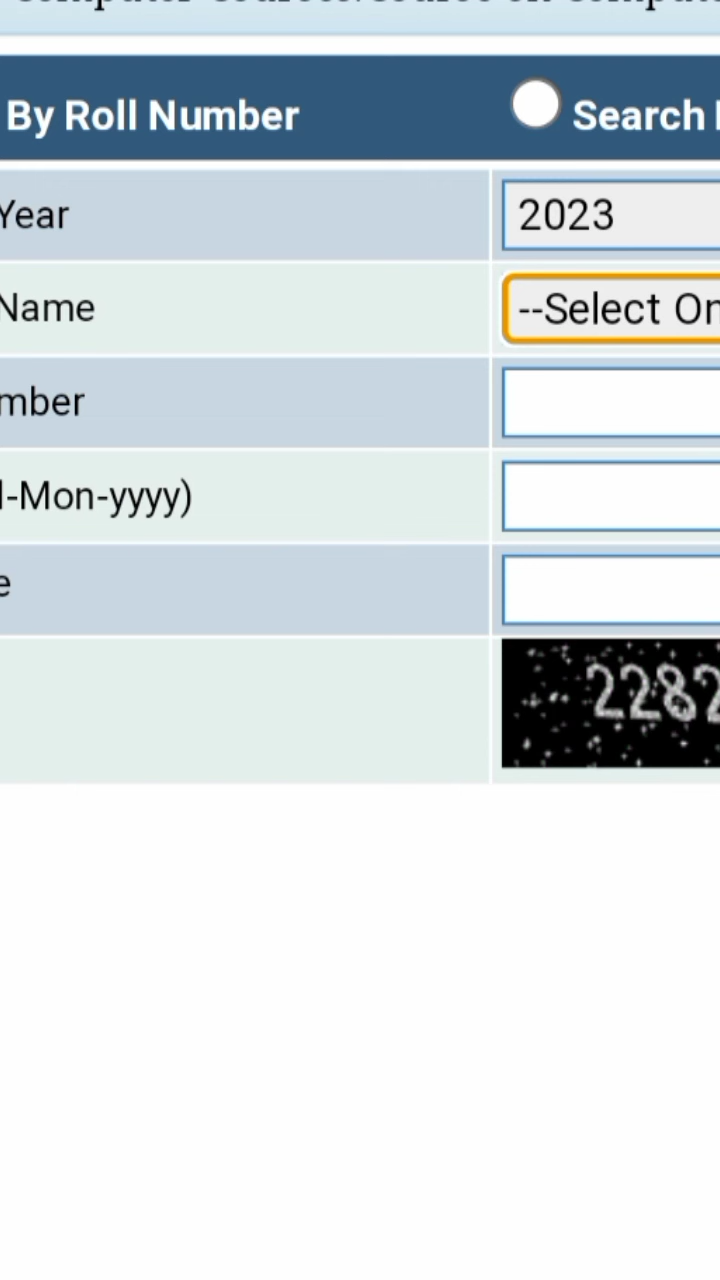 By Roll Number Search
Year 2023
Name --Select On
mber
-Mon-yyyy)
e
2282